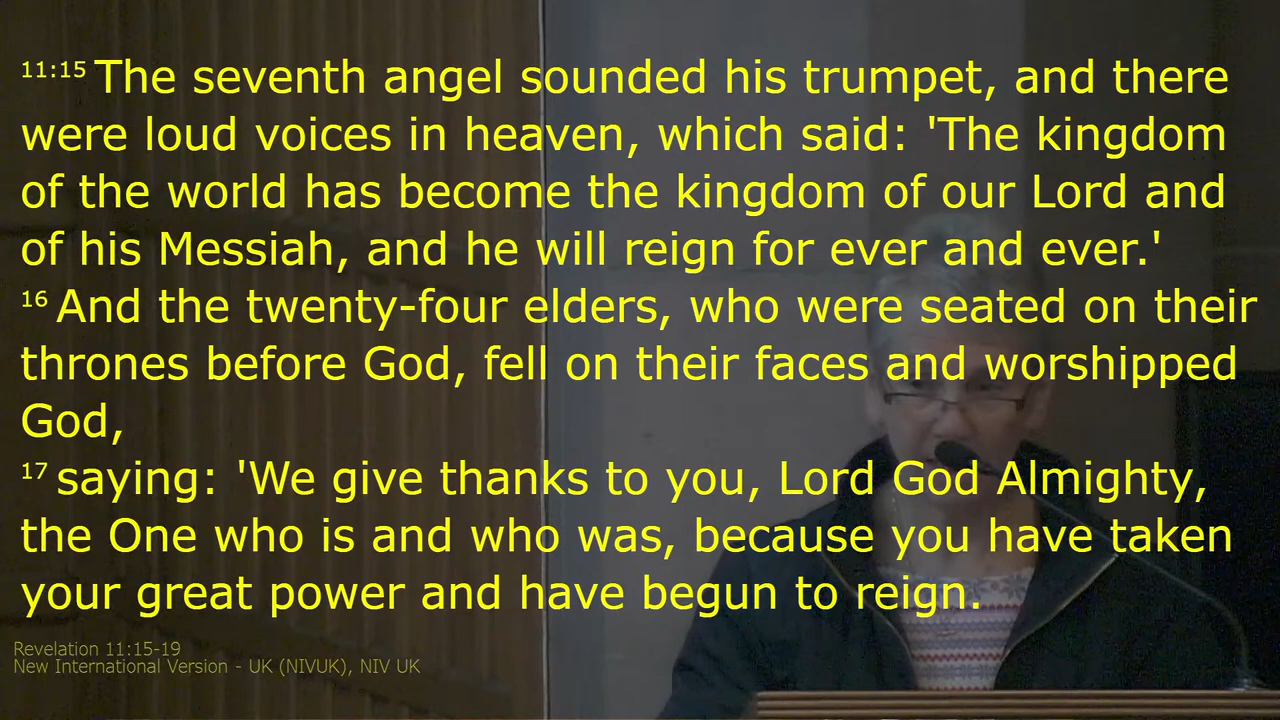 11:15 The seventh angel sounded his trumpet, and there
were loud voices in heaven, which said: 'The kingdom
of the world has become the kingdom of our Lord and
of his Messiah, and he will reign for ever and ever.'
16 And the twenty-four elders, who were seated on their
thrones before God, fell on their faces and worshipped
God,
17 saying: 'We give thanks to you, Lord God Almighty,
the One who is and who was, because you have taken
your great power and have begun to reign.
Revelation 11:15-19
New International Version - UK (NIVUK), NIV UK